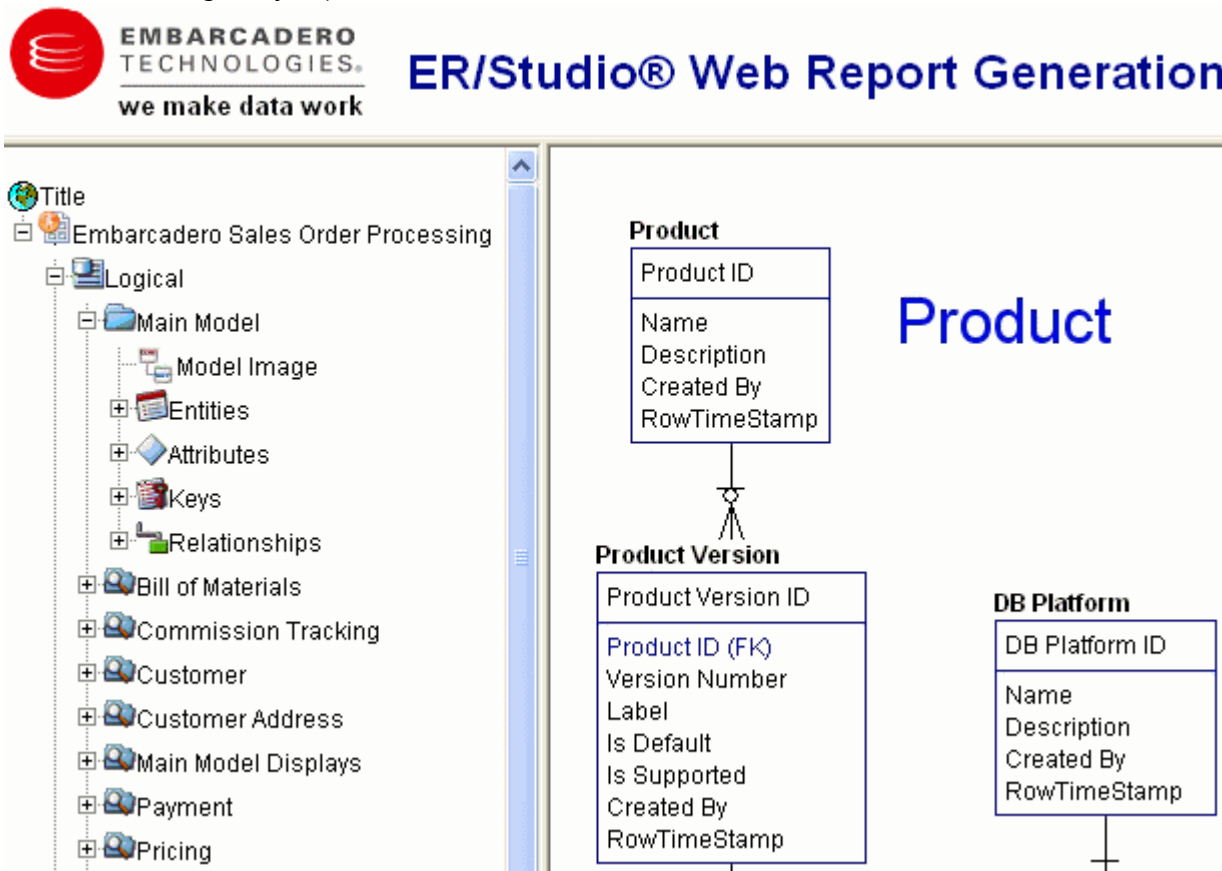 EMBARCADERO
TECHNOLOGIES®
we make data work
ER/Studio® Web Report Generation
Title
Embarcadero Sales Order Processing
Logical
Main Model
Model Image
Entities
Attributes
Keys
Relationships
Bill of Materials
Commission Tracking
Customer
Customer Address
Main Model Displays
Payment
Pricing
Product
Product ID
Name
Description
Created By
RowTimeStamp
Product
Product Version
Product Version ID
Product ID (FK)
Version Number
Label
Is Default
Is Supported
Created By
RowTimeStamp
DB Platform
DB Platform ID
Name
Description
Created By
RowTimeStamp